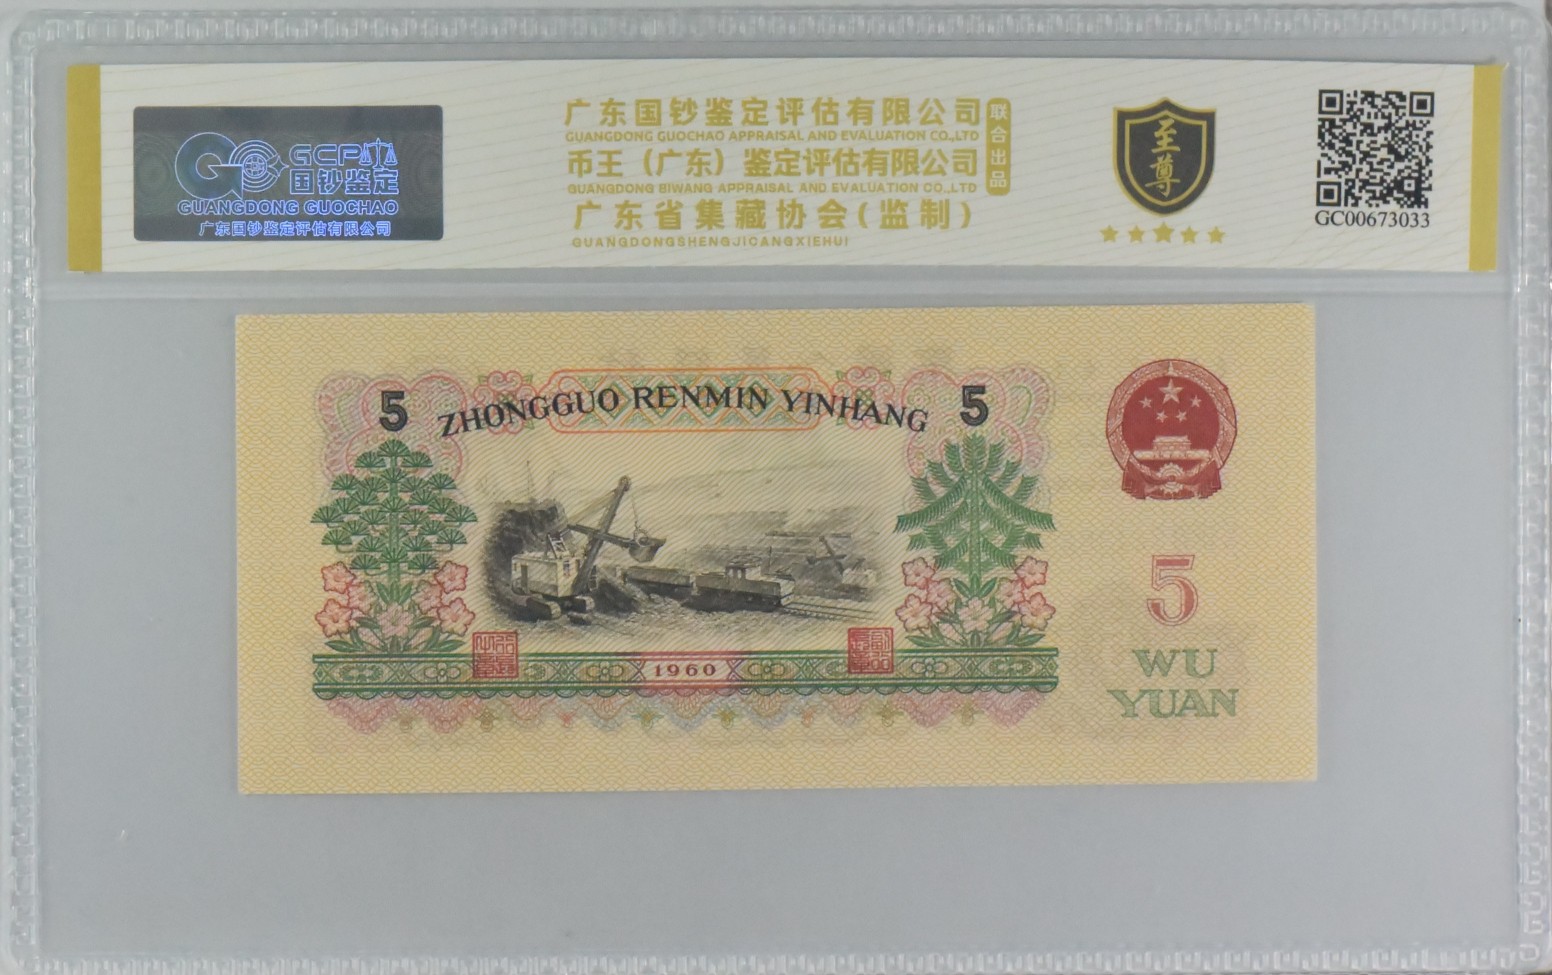 GCPA
国钞鉴定
GUANGDONG GUOCHAO
广东国钞鉴定评估有限公司
广东国钞鉴定评估有限公司
GUANGDONG GUOCHAO APPRAISAL AND EVALUATION CO.,LTD
币王（广东）鉴定评估有限公司
GUANGDONG BIWANG APPRAISAL AND EVALUATION CO.,LTD
广东省集藏协会(监制)
GUANGDONGSHENGJICANGXIEHUI
联合出品
至尊
GC00673033
5 ZHONGGUO RENMIN YINHANG 5
1960
5
WU
YUAN